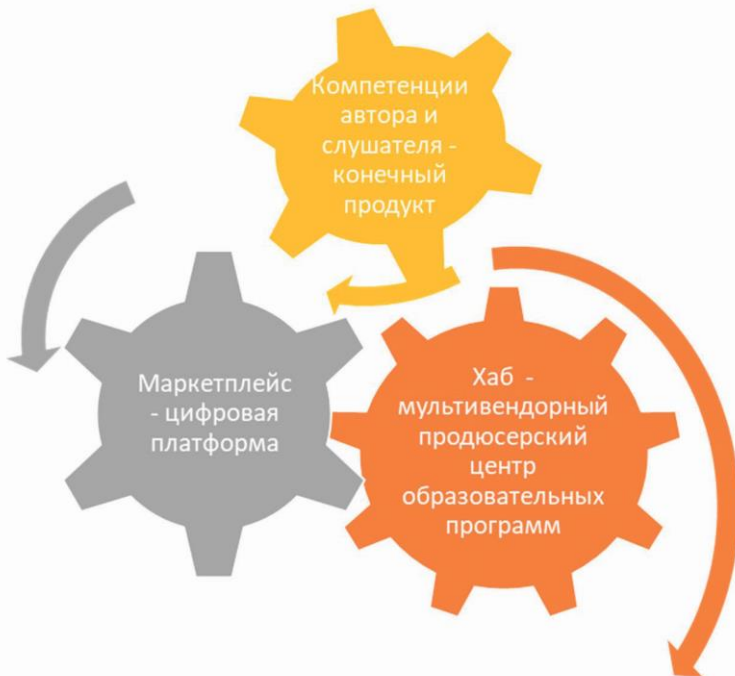 Компетенции
автора и
слушателя -
конечный
продукт
Маркетплейс
- цифровая
платформа
Хаб -
мультивендорный
продюсерский
центр
образовательных
программ